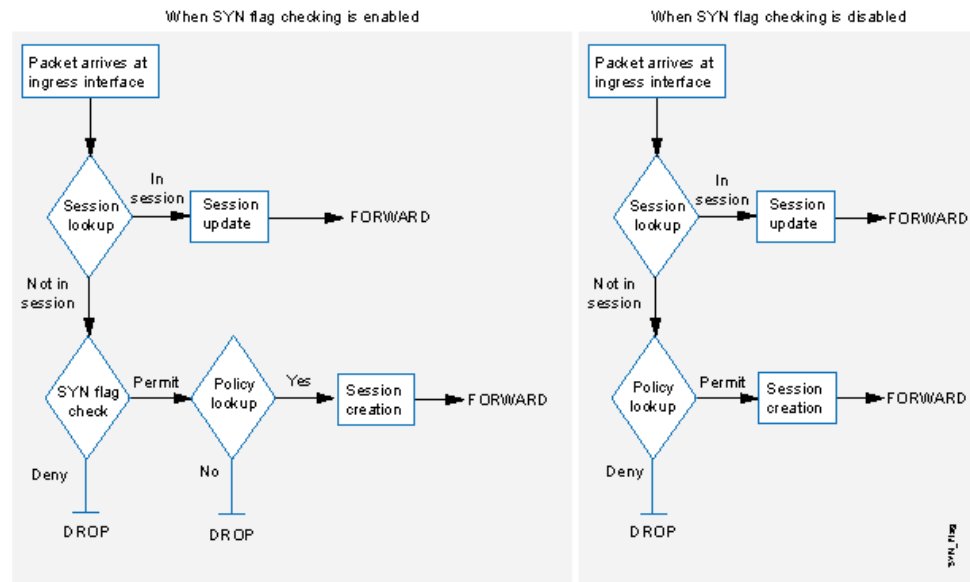 When SYN flag checking is enabled
Packet arrives at
ingress interface
Session
lookup
In
session
Session
update
FORWARD
Not in
session
SYN flag
check
Permit
Policy
lookup
Yes
Session
creation
FORWARD
Deny
DROP
No
DROP
When SYN flag checking is disabled
Packet arrives at
ingress interface
Session
lookup
In
session
Session
update
FORWARD
Not in
session
Policy
lookup
Permit
Session
creation
FORWARD
Deny
DROP